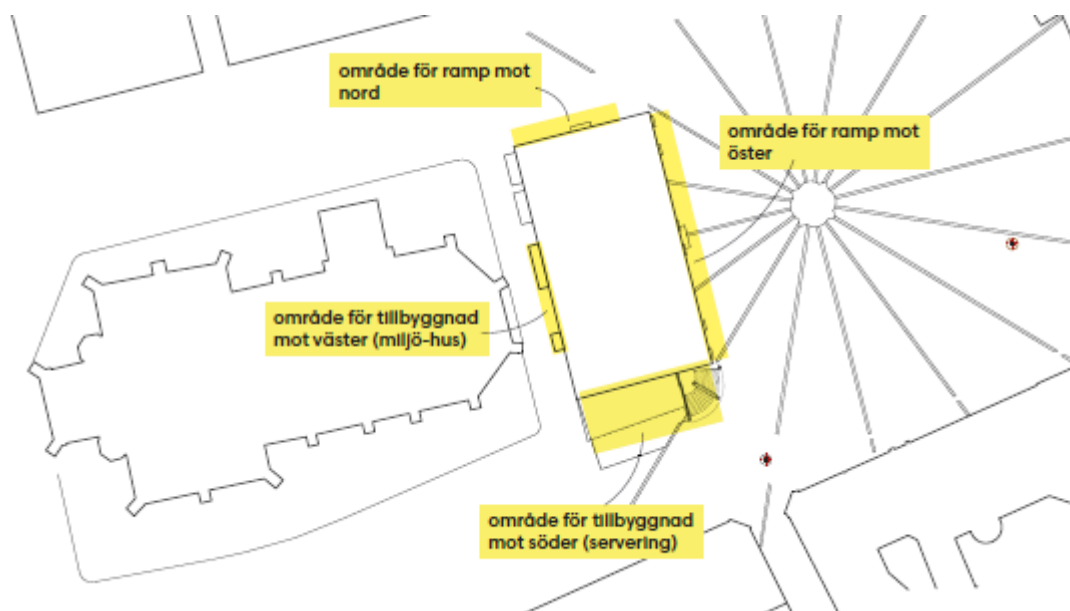 område för ramp mot
nord
område för ramp mot
öster
område för tillbyggnad
mot väster (miljö-hus)
område för tillbyggnad
mot söder (servering)